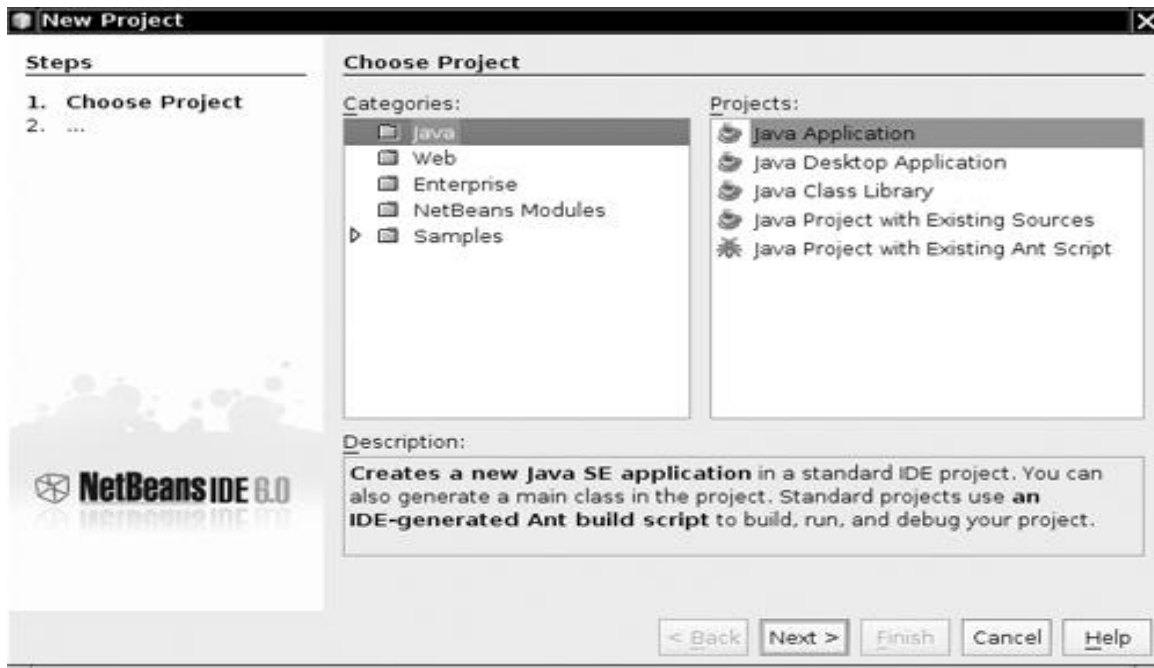 New Project
Steps
1. Choose Project
2. ...
NetBeans IDE 6.0
Choose Project
Categories:
Java
Web
Enterprise
NetBeans Modules
Samples
Projects:
Java Application
Java Desktop Application
Java Class Library
Java Project with Existing Sources
Java Project with Existing Ant Script
Description:
Creates a new Java SE application in a standard IDE project. You can
also generate a main class in the project. Standard projects use an
IDE-generated Ant build script to build, run, and debug your project.
< Back Next > Finish Cancel Help